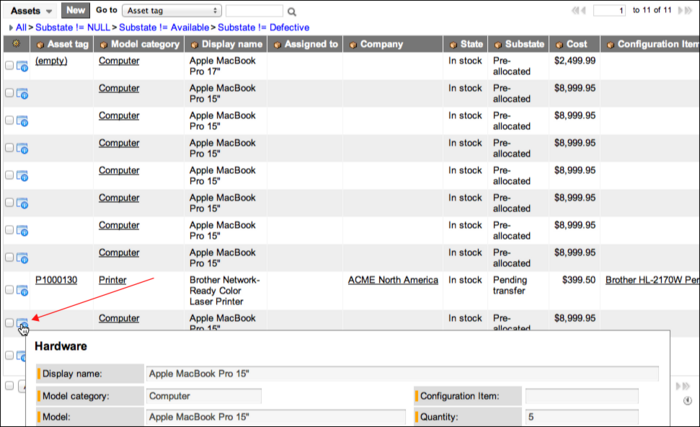 Assets New Go to Asset tag 1 to 11 of 11
All > Substate != NULL > Substate != Available > Substate != Defective
Asset tag Model category Display name Assigned to Company State Substate Cost Configuration Item
(empty) Computer Apple MacBook In stock Pre- $2,499.99
Pro 17" allocated
Computer Apple MacBook In stock Pre- $8,999.95
Pro 15" allocated
Computer Apple MacBook In stock Pre- $8,999.95
Pro 15" allocated
Computer Apple MacBook In stock Pre- $8,999.95
Pro 15" allocated
Computer Apple MacBook In stock Pre- $8,999.95
Pro 15" allocated
Computer Apple MacBook In stock Pre- $8,999.95
Pro 15" allocated
Computer Apple MacBook In stock Pre- $8,999.95
Pro 15" allocated
Computer Apple MacBook In stock Pre- $8,999.95
Pro 15" allocated
P1000130 Printer Brother Network- ACME North America In stock Pending $399.50 Brother HL-2170W Per
Ready Color transfer
Laser Printer
Computer Apple MacBook In stock Pre- $8,999.95
Pro 15" allocated
Hardware
Display name: Apple MacBook Pro 15"
Model category: Computer Configuration Item:
Model: Apple MacBook Pro 15" Quantity: 5